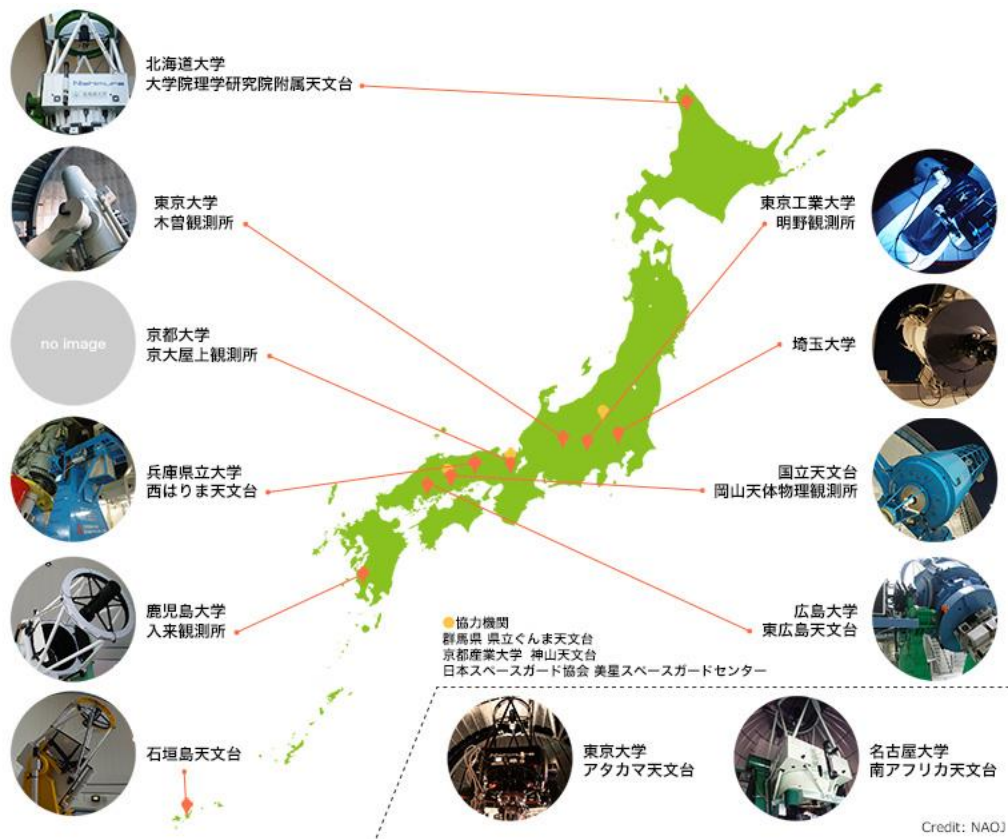 北海道大学
大学院理学研究院附属天文台
東京大学
木曽観測所
no image
京都大学
京大屋上観測所
兵庫県立大学
西はりま天文台
鹿児島大学
入来観測所
石垣島天文台
東京工業大学
明野観測所
埼玉大学
国立天文台
岡山天体物理観測所
広島大学
東広島天文台
協力機関
群馬県 県立ぐんま天文台
京都産業大学 神山天文台
日本スペースガード協会 美星スペースガードセンター
東京大学
アタカマ天文台
名古屋大学
南アフリカ天文台
Credit: NAOJ